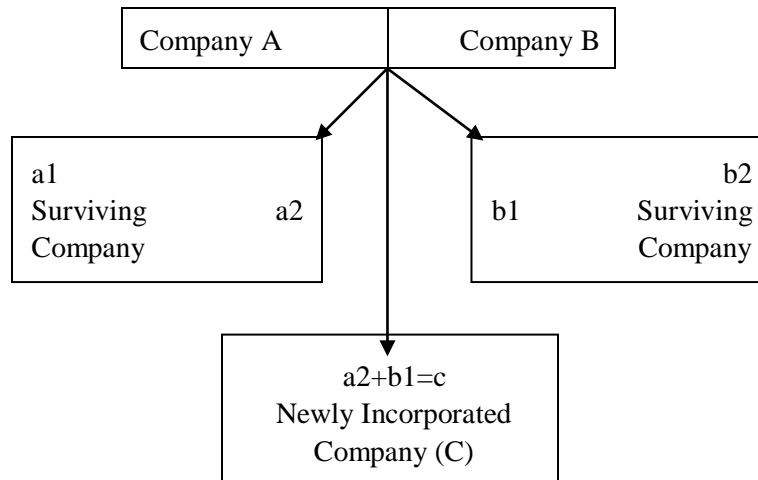 Company A
Company B
a1
Surviving a2
Company
b2
b1 Surviving
Company
a2+b1=c
Newly Incorporated
Company (C)